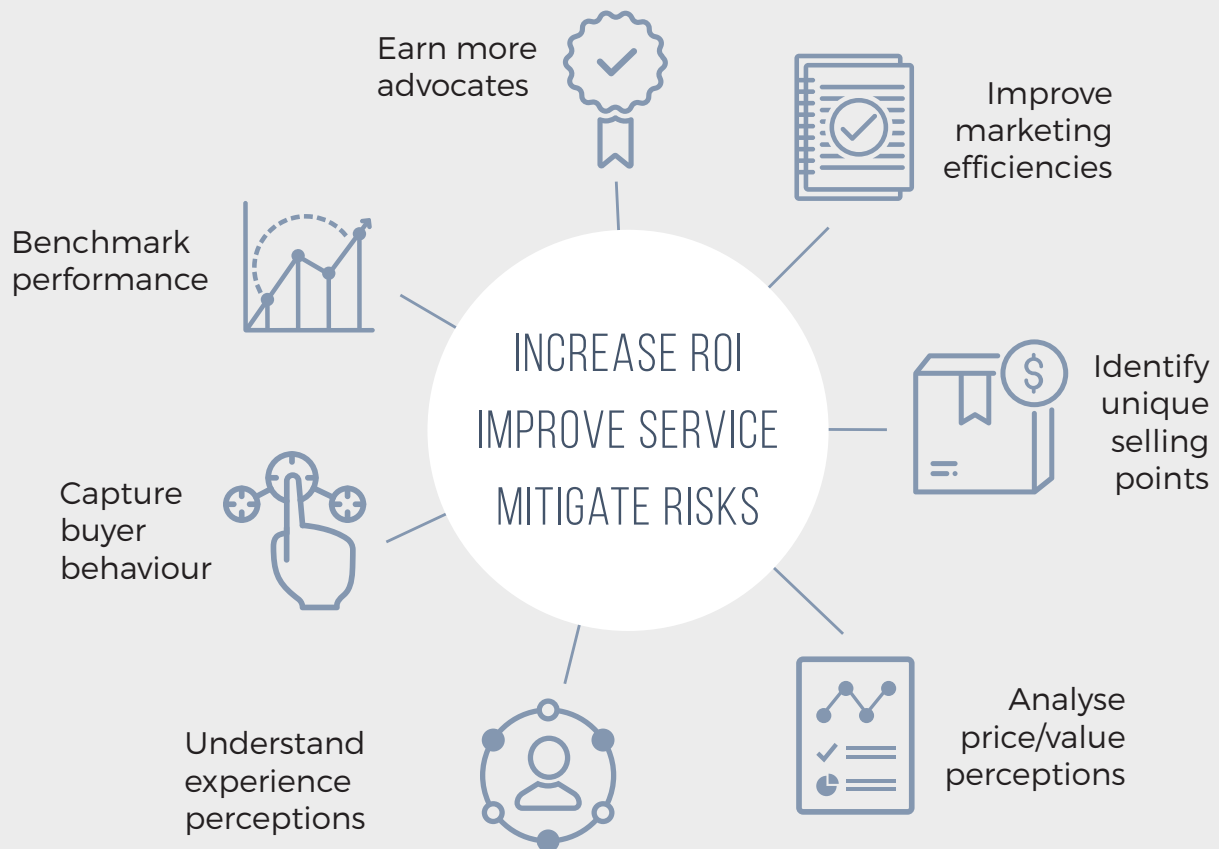 Earn more
advocates
Improve
marketing
efficiencies
Benchmark
performance
INCREASE ROI
IMPROVE SERVICE
MITIGATE RISKS
$
Identify
unique
selling
points
Capture
buyer
behaviour
Understand
experience
perceptions
Analyse
price/value
perceptions